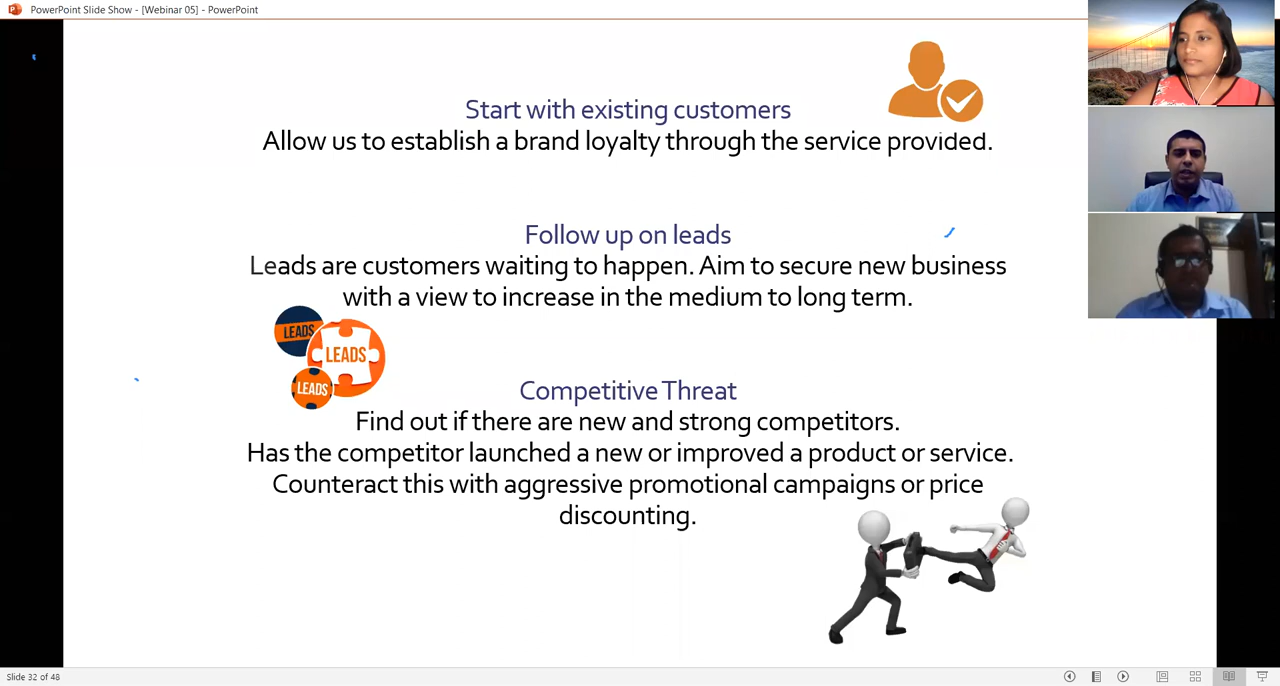 PowerPoint Slide Show - [Webinar 05] - PowerPoint
Start with existing customers
Allow us to establish a brand loyalty through the service provided.
Follow up on leads
Leads are customers waiting to happen. Aim to secure new business
with a view to increase in the medium to long term.
LEADS
LEADS
LEADS
Competitive Threat
Find out if there are new and strong competitors.
Has the competitor launched a new or improved a product or service.
Counteract this with aggressive promotional campaigns or price
discounting.
Slide 32 of 48